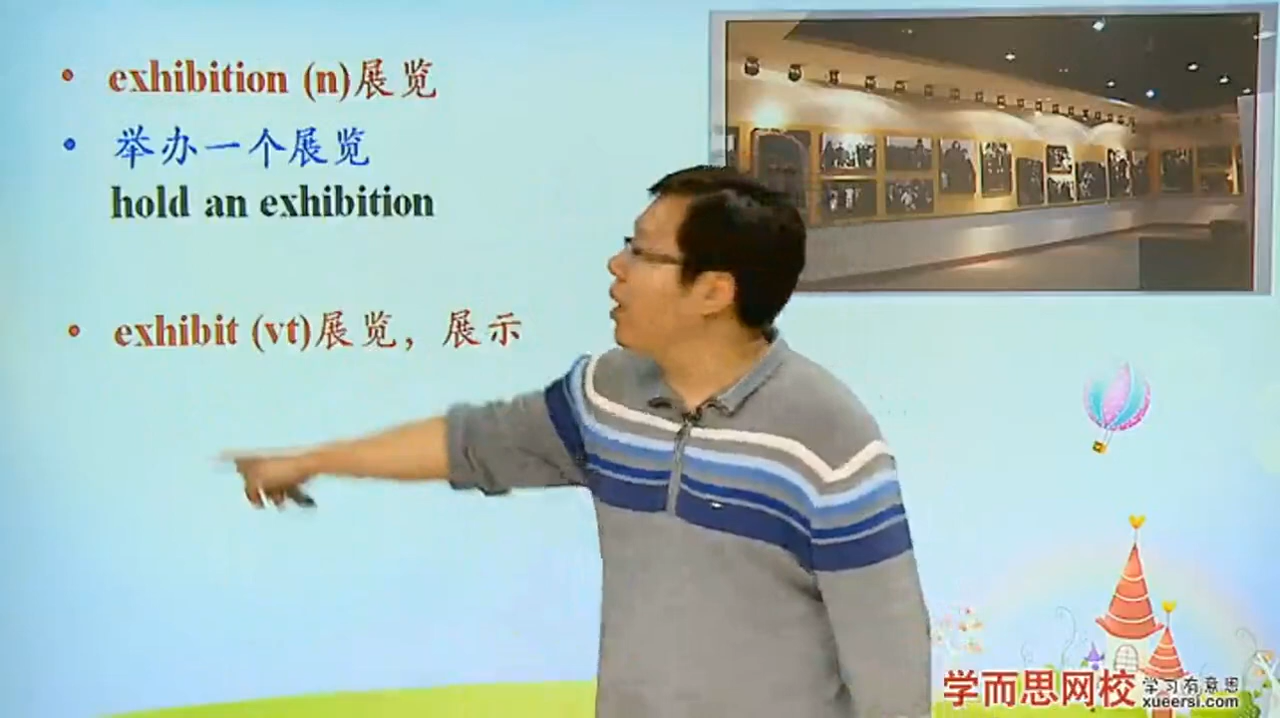 exhibition (n)展览
举办一个展览
hold an exhibition
exhibit (vt)展览，展示
学而思网校 学习有意思
xueersi.com